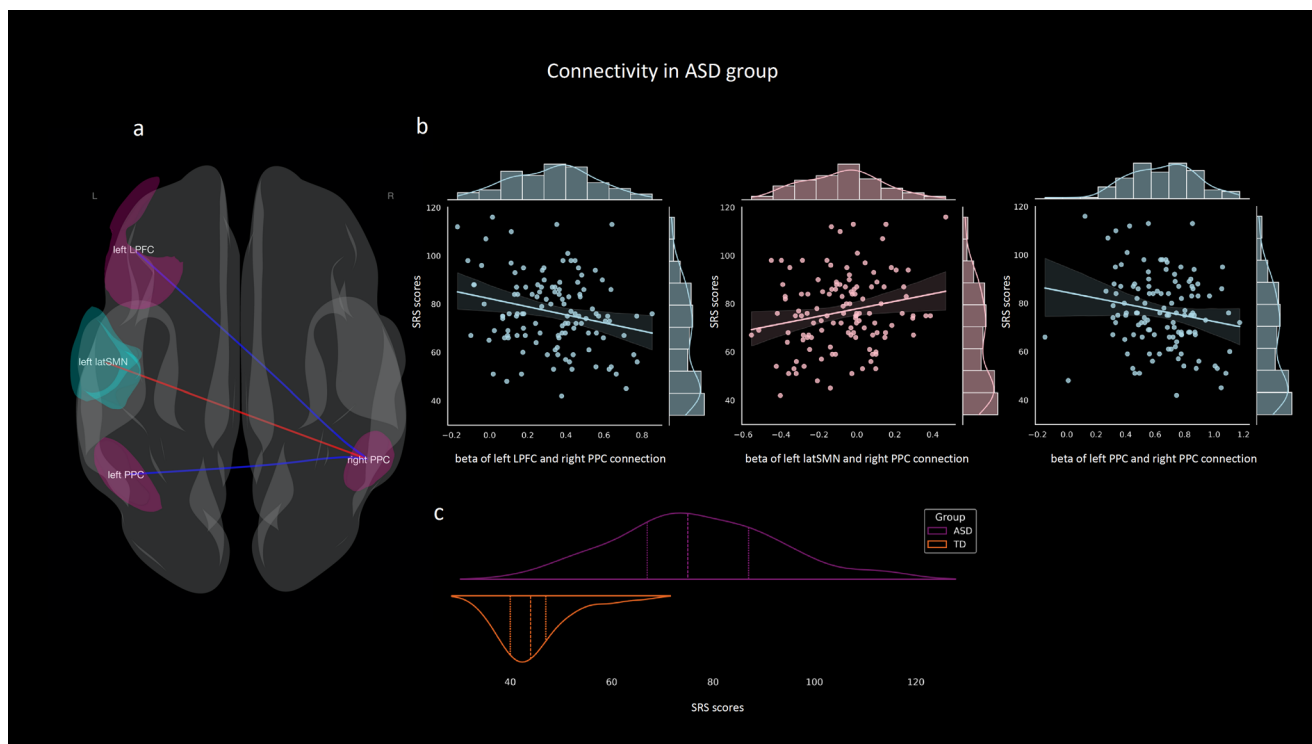 Connectivity in ASD group
a
L
R
left LPFC
left latSMN
left PPC
right PPC
b
120
100
80
60
40
SRS scores
−0.2 0.0 0.2 0.4 0.6 0.8
beta of left LPFC and right PPC connection
120
100
80
60
40
SRS scores
−0.6 −0.4 −0.2 0.0 0.2 0.4
beta of left latSMN and right PPC connection
120
100
80
60
40
SRS scores
−0.2 0.0 0.2 0.4 0.6 0.8 1.0 1.2
beta of left PPC and right PPC connection
c
Group
ASD
TD
40 60 80 100 120
SRS scores